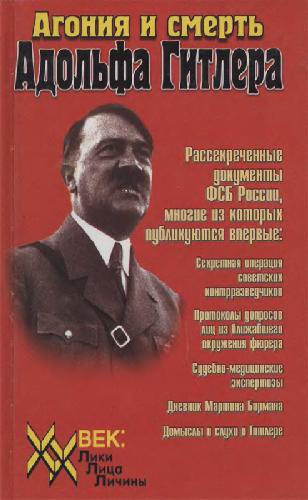 Агония и смерть
Адольфа Гитлера
Рассекреченные
документы
ФСБ России,
многие из которых
публикуются впервые:
Секретная операция
советских
контрразведчиков
Протоколы допросов
лиц из ближайшего
окружения фюрера
Судебно-медицинские
экспертизы
Дневник Мартина Бормана
Домыслы и слухи о Гитлере
XX ВЕК:
Лики
Лица
Личины